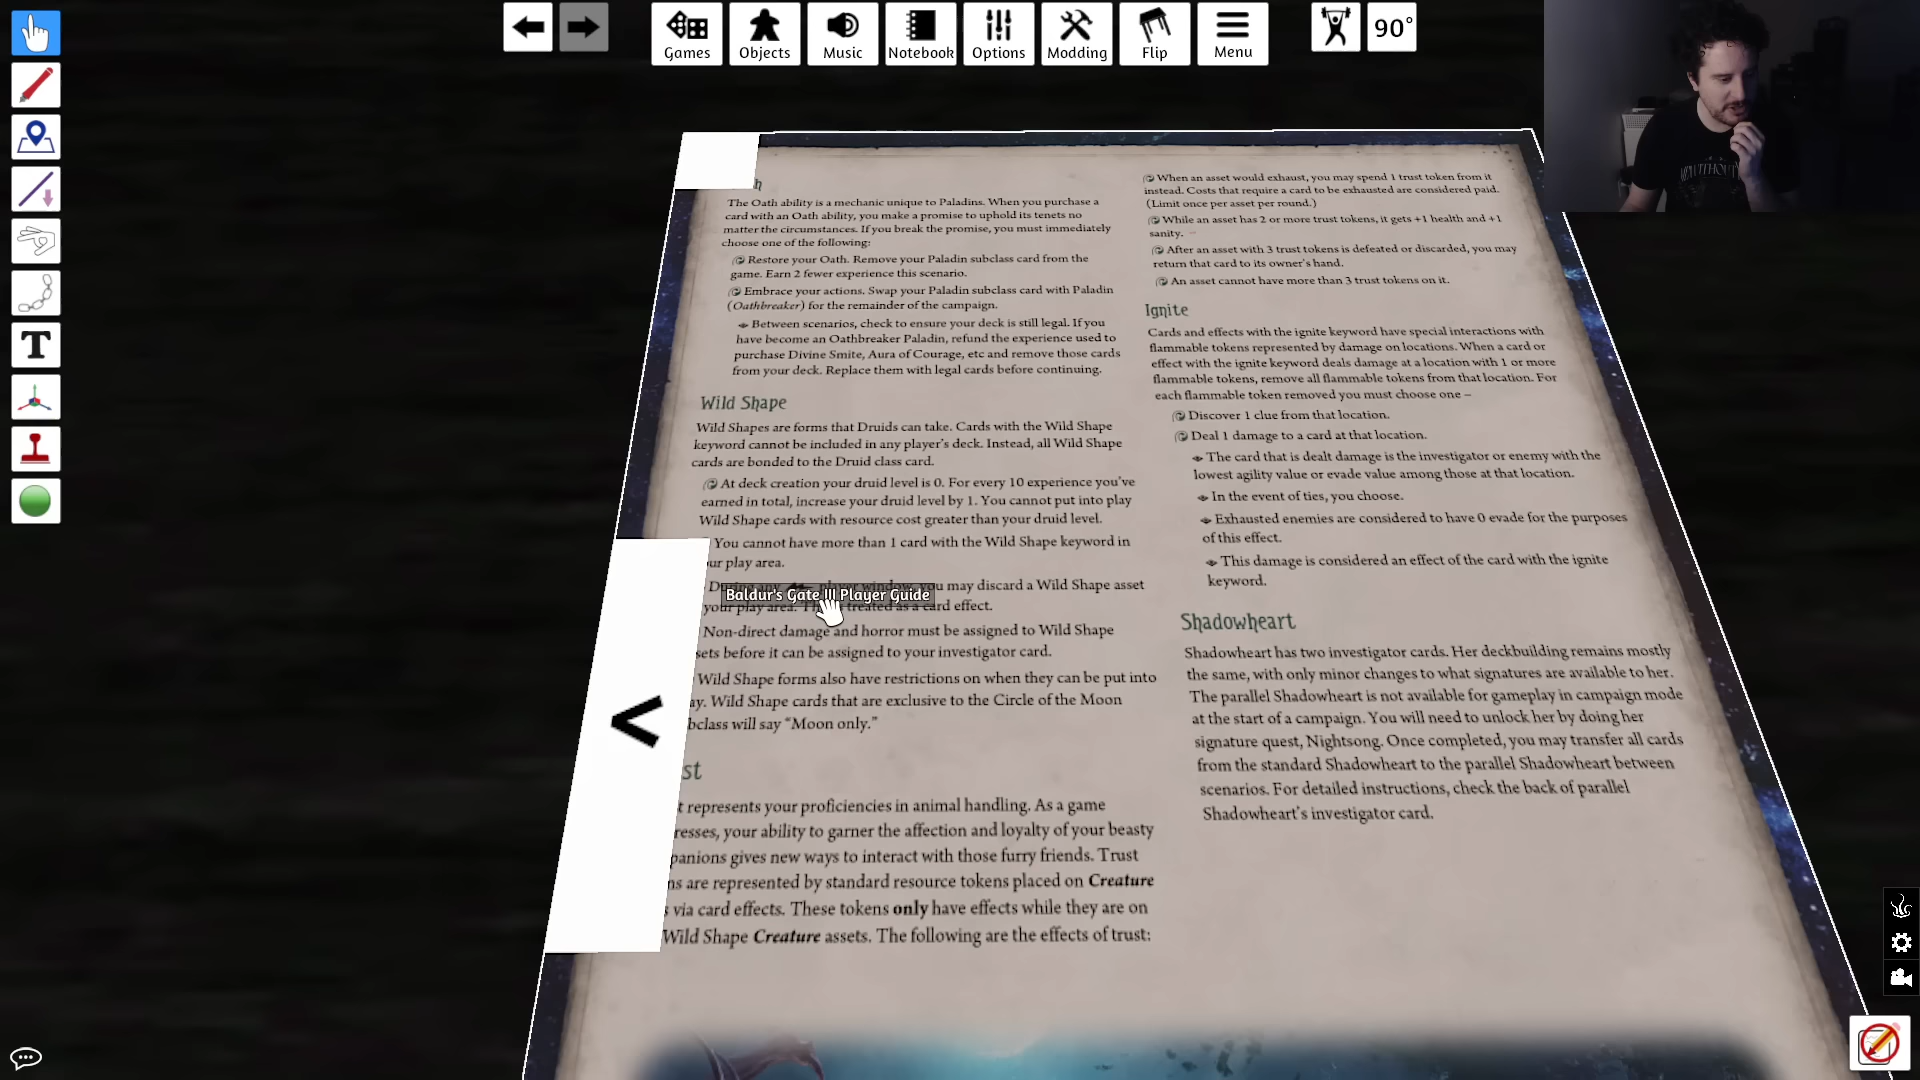 Games
Objects
Music
Notebook
Options
Modding
Flip
Menu
90°
T
h
The Oath ability is a mechanic unique to Paladins. When you purchase a
card with an Oath ability, you make a promise to uphold its tenets no
matter the circumstances. If you break the promise, you must immediately
choose one of the following:
Restore your Oath. Remove your Paladin subclass card from the
game. Earn 2 fewer experience this scenario.
Embrace your actions. Swap your Paladin subclass card with Paladin
(Oathbreaker) for the remainder of the campaign.
Between scenarios, check to ensure your deck is still legal. If you
have become an Oathbreaker Paladin, refund the experience used to
purchase Divine Smite, Aura of Courage, etc and remove those cards
from your deck. Replace them with legal cards before continuing.
Wild Shape
Wild Shapes are forms that Druids can take. Cards with the Wild Shape
keyword cannot be included in any player's deck. Instead, all Wild Shape
cards are bonded to the Druid class card.
At deck creation your druid level is 0. For every 10 experience you've
earned in total, increase your druid level by 1. You cannot put into play
Wild Shape cards with resource cost greater than your druid level.
You cannot have more than 1 card with the Wild Shape keyword in
ur play area.
During any player window, you may discard a Wild Shape asset
Baldur's Gate III Player Guide
your play area. treated as a card effect.
Non-direct damage and horror must be assigned to Wild Shape
sets before it can be assigned to your investigator card.
Wild Shape forms also have restrictions on when they can be put into
ay. Wild Shape cards that are exclusive to the Circle of the Moon
bclass will say “Moon only.”
<
st
t represents your proficiencies in animal handling. As a game
resses, your ability to garner the affection and loyalty of your beasty
panions gives new ways to interact with those furry friends. Trust
ns are represented by standard resource tokens placed on Creature
s via card effects. These tokens only have effects while they are on
Wild Shape Creature assets. The following are the effects of trust:
When an asset would exhaust, you may spend 1 trust token from it
instead. Costs that require a card to be exhausted are considered paid.
(Limit once per asset per round.)
While an asset has 2 or more trust tokens, it gets +1 health and +1
sanity.
After an asset with 3 trust tokens is defeated or discarded, you may
return that card to its owner's hand.
An asset cannot have more than 3 trust tokens on it.
Ignite
Cards and effects with the ignite keyword have special interactions with
flammable tokens represented by damage on locations. When a card or
effect with the ignite keyword deals damage at a location with 1 or more
flammable tokens, remove all flammable tokens from that location. For
each flammable token removed you must choose one –
Discover 1 clue from that location.
Deal 1 damage to a card at that location.
The card that is dealt damage is the investigator or enemy with the
lowest agility value or evade value among those at that location.
In the event of ties, you choose.
Exhausted enemies are considered to have 0 evade for the purposes
of this effect.
This damage is considered an effect of the card with the ignite
keyword.
Shadowheart
Shadowheart has two investigator cards. Her deckbuilding remains mostly
the same, with only minor changes to what signatures are available to her.
The parallel Shadowheart is not available for gameplay in campaign mode
at the start of a campaign. You will need to unlock her by doing her
signature quest, Nightsong. Once completed, you may transfer all cards
from the standard Shadowheart to the parallel Shadowheart between
scenarios. For detailed instructions, check the back of parallel
Shadowheart's investigator card.